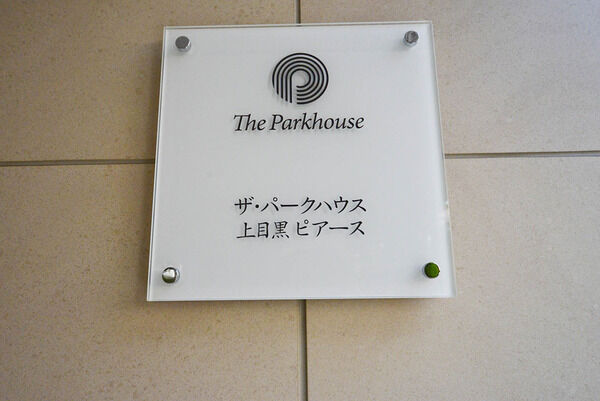 The Parkhouse
ザ・パークハウス
上目黒 ピアース